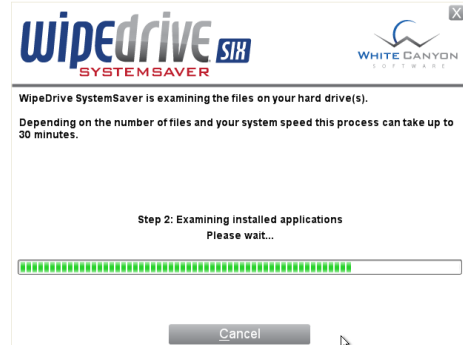 WIPEDRIVE SIX
SYSTEMSAVER
WHITE CANYON
SOFTWARE
X
WipeDrive SystemSaver is examining the files on your hard drive(s).
Depending on the number of files and your system speed this process can take up to
30 minutes.
Step 2: Examining installed applications
Please wait...
Cancel